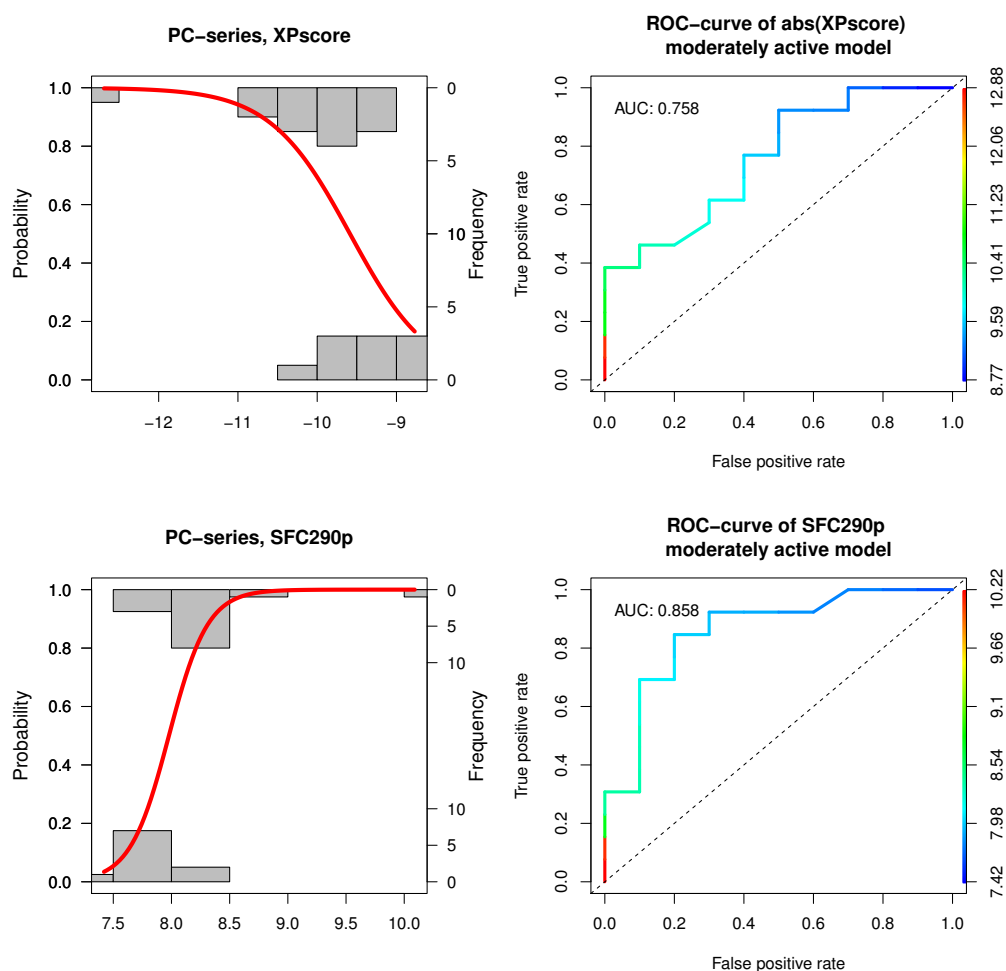 PC−series, XPscore
Probability
1.0
0.8
0.6
0.4
0.2
0.0
−12
−11
−10
−9
0
5
10
5
0
Frequency
ROC−curve of abs(XPscore)
moderately active model
AUC: 0.758
True positive rate
1.0
0.8
0.6
0.4
0.2
0.0
0.0 0.2 0.4 0.6 0.8 1.0
False positive rate
12.88
12.06
11.23
10.41
9.59
8.77
PC−series, SFC290p
Probability
1.0
0.8
0.6
0.4
0.2
0.0
7.5 8.0 8.5 9.0 9.5 10.0
0
5
10
10
5
0
Frequency
ROC−curve of SFC290p
moderately active model
AUC: 0.858
True positive rate
1.0
0.8
0.6
0.4
0.2
0.0
0.0 0.2 0.4 0.6 0.8 1.0
False positive rate
10.22
9.66
9.1
8.54
7.98
7.42